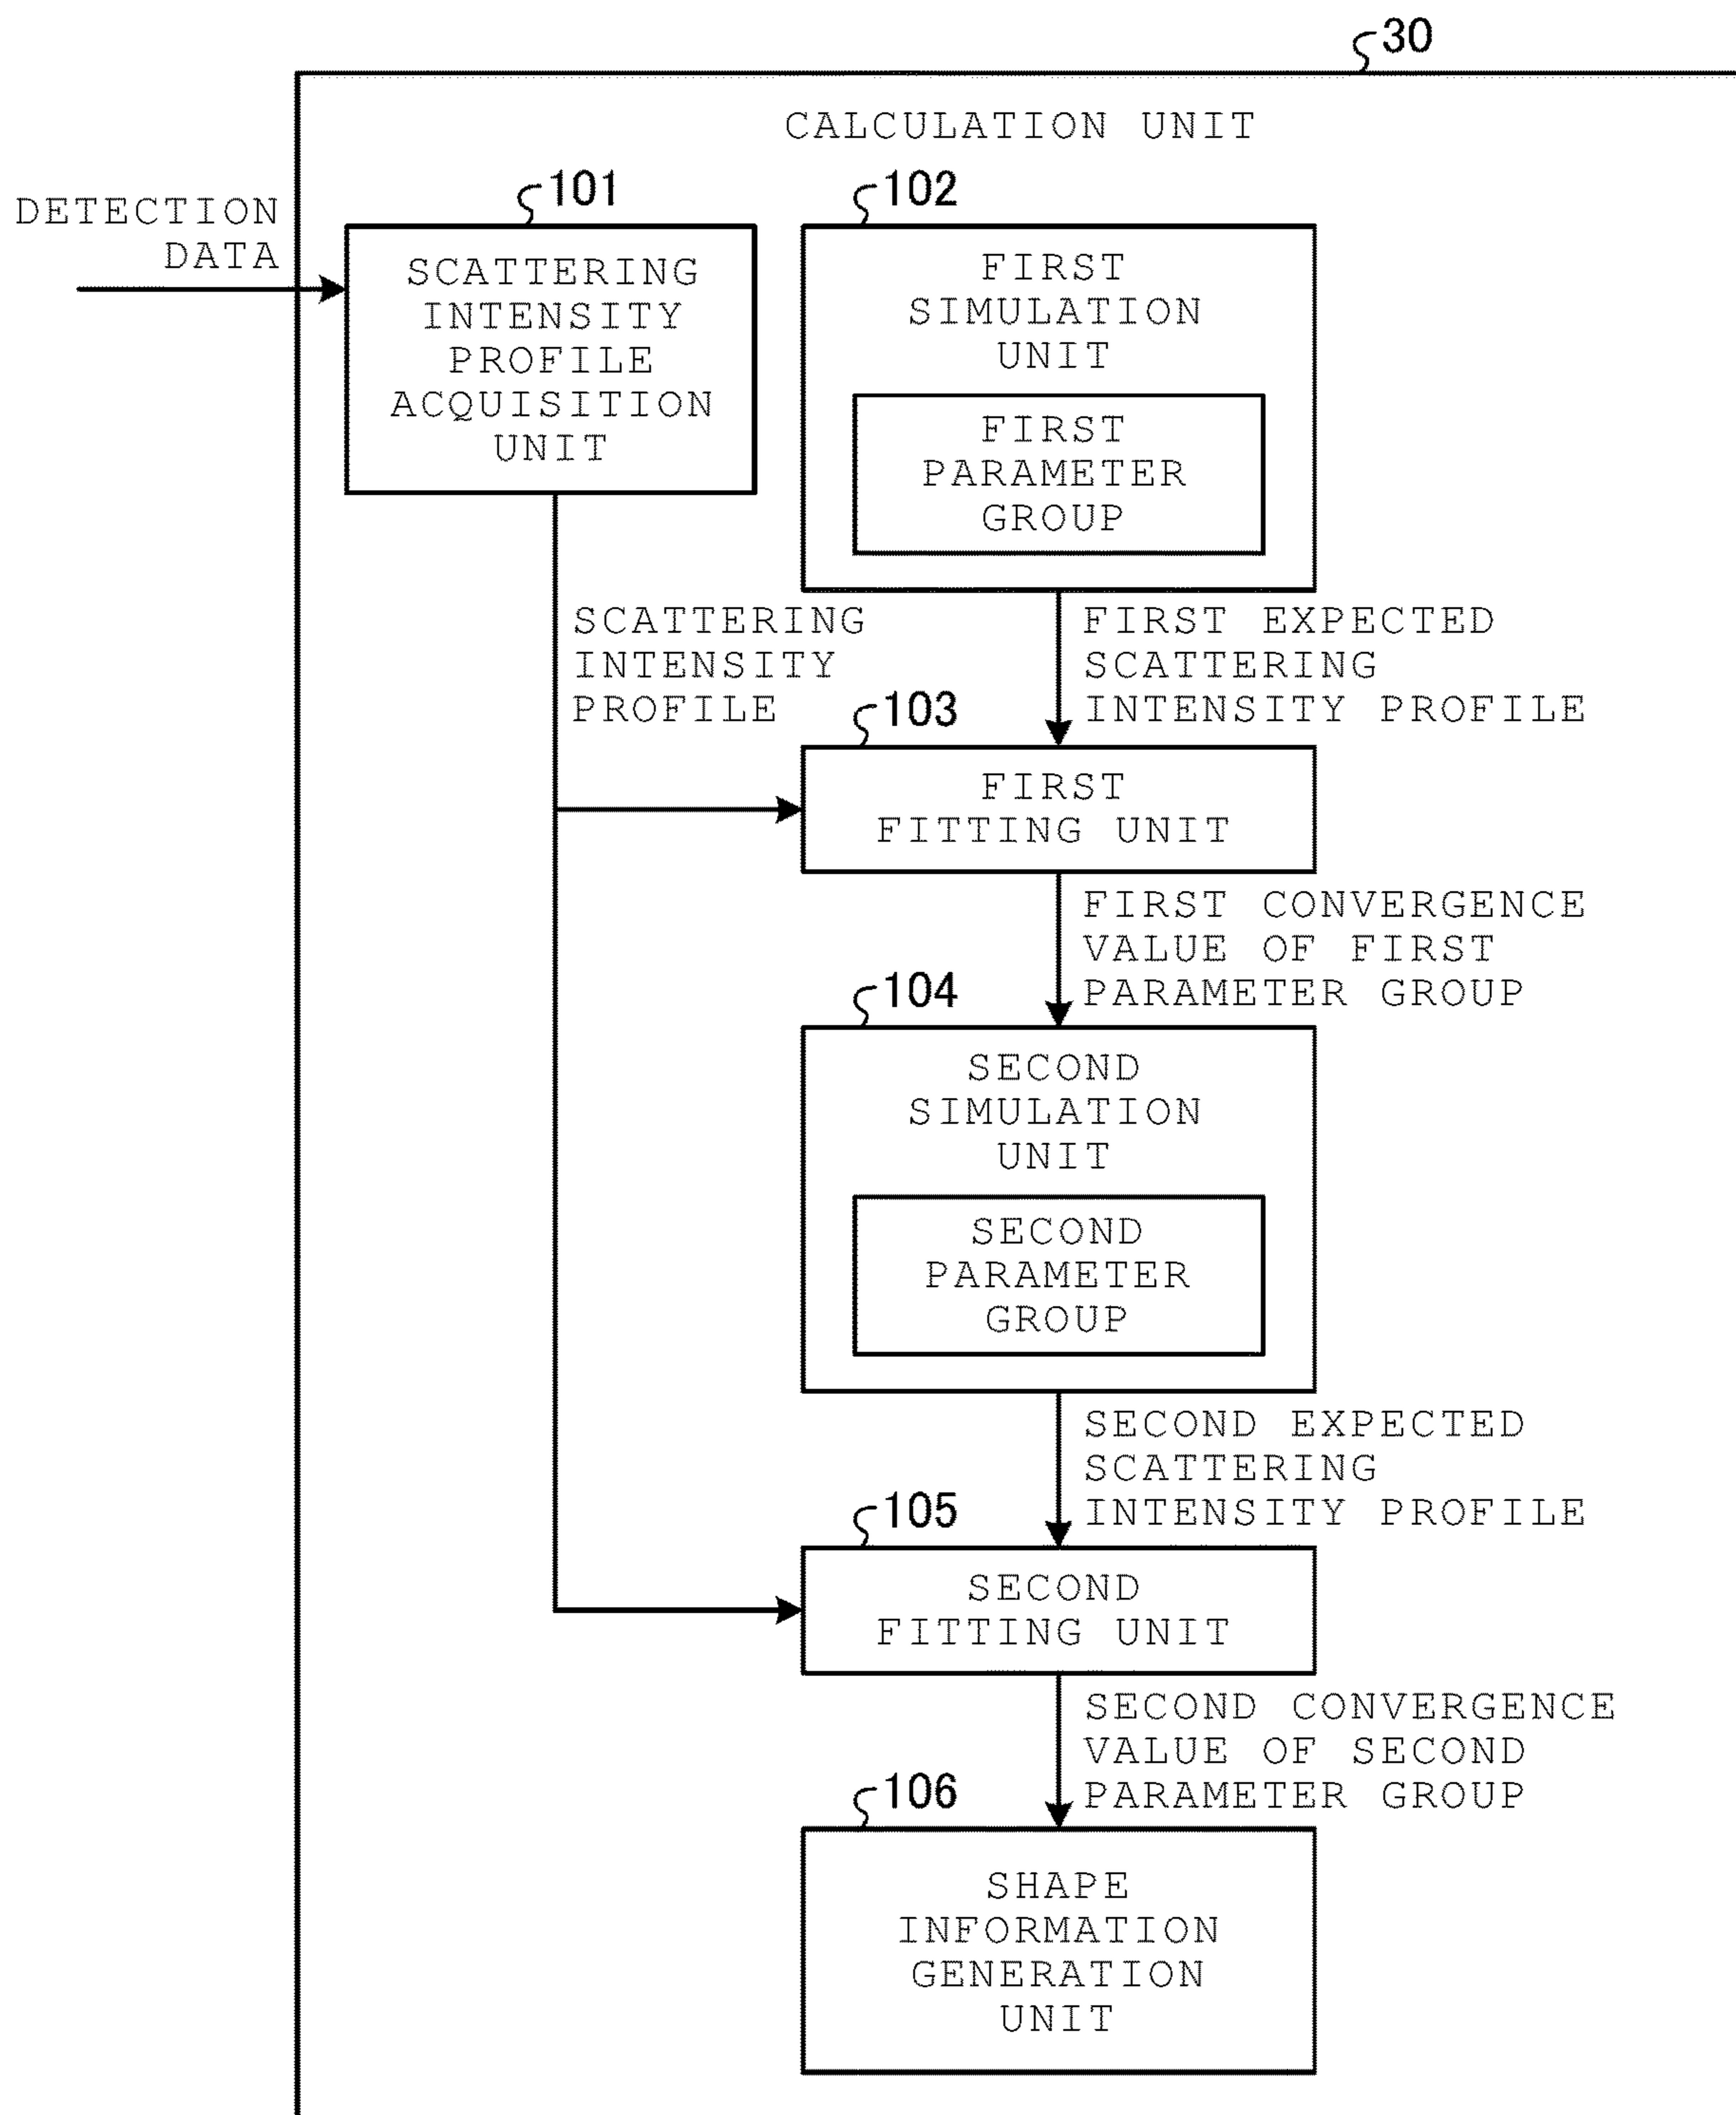 30
CALCULATION UNIT
DETECTION
DATA
101
SCATTERING
INTENSITY
PROFILE
ACQUISITION
UNIT
102
FIRST
SIMULATION
UNIT
FIRST
PARAMETER
GROUP
SCATTERING
INTENSITY
PROFILE
FIRST EXPECTED
SCATTERING
INTENSITY PROFILE
103
FIRST
FITTING UNIT
FIRST CONVERGENCE
VALUE OF FIRST
PARAMETER GROUP
104
SECOND
SIMULATION
UNIT
SECOND
PARAMETER
GROUP
SECOND EXPECTED
SCATTERING
INTENSITY PROFILE
105
SECOND
FITTING UNIT
SECOND CONVERGENCE
VALUE OF SECOND
PARAMETER GROUP
106
SHAPE
INFORMATION
GENERATION
UNIT